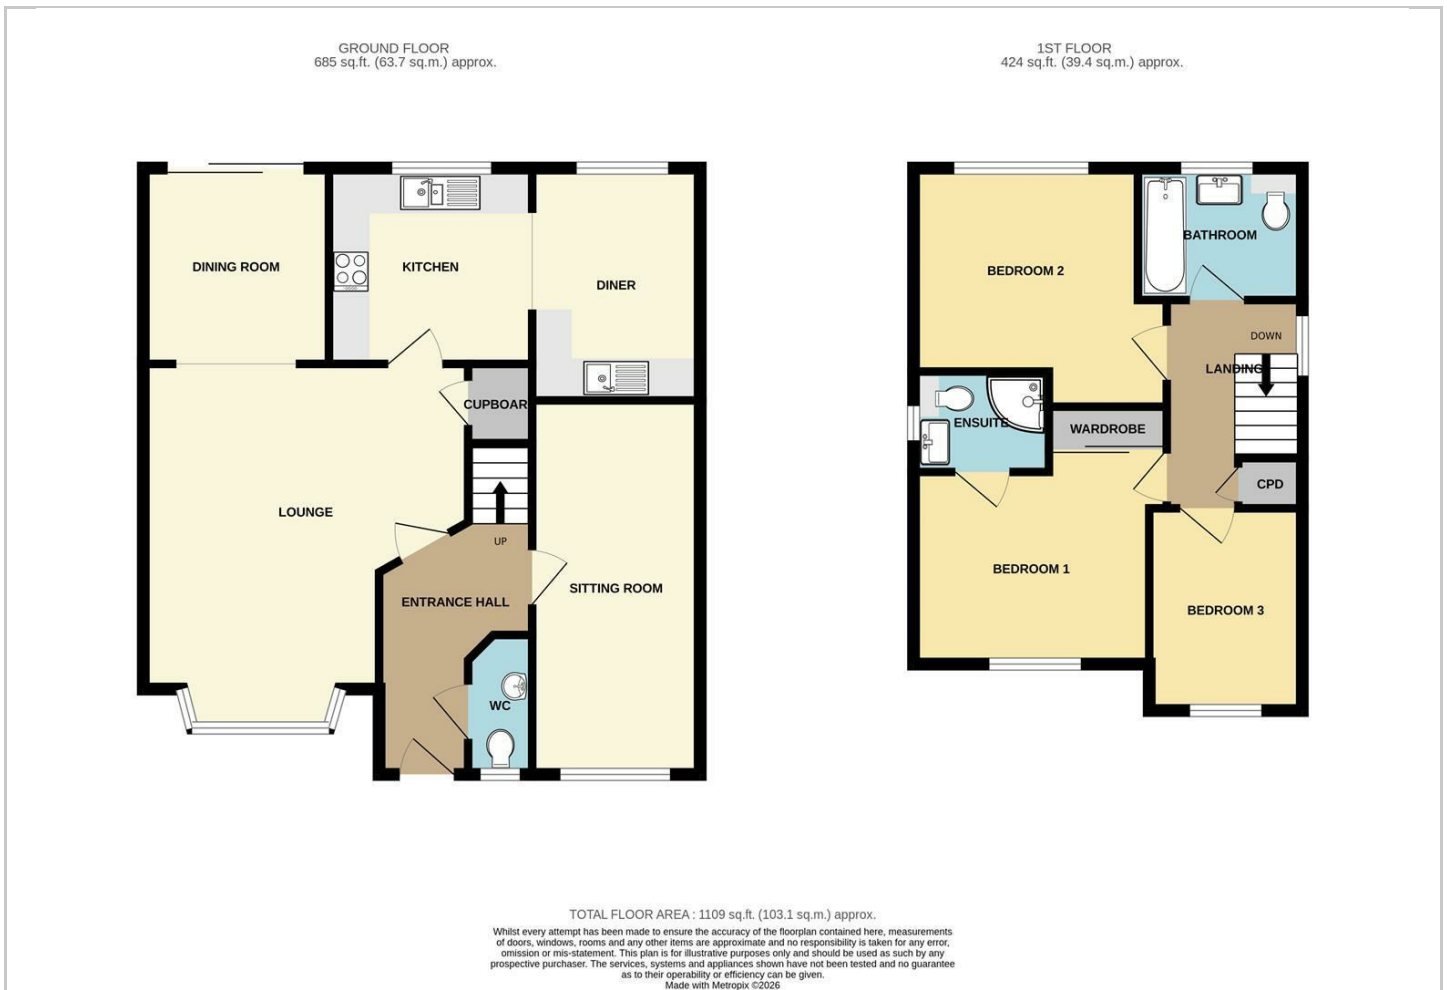 GROUND FLOOR
685 sq.ft. (63.7 sq.m.) approx.
1ST FLOOR
424 sq.ft. (39.4 sq.m.) approx.
DINING ROOM
KITCHEN
DINER
CUPBOAR
LOUNGE
UP
ENTRANCE HALL
SITTING ROOM
WC
BATHROOM
BEDROOM 2
DOWN
LANDING
ENSUITE
WARDROBE
CPD
BEDROOM 1
BEDROOM 3
TOTAL FLOOR AREA : 1109 sq.ft. (103.1 sq.m.) approx.
Whilst every attempt has been made to ensure the accuracy of the floorplan contained here, measurements
of doors, windows, rooms and any other items are approximate and no responsibility is taken for any error,
omission or mis-statement. This plan is for illustrative purposes only and should be used as such by any
prospective purchaser. The services, systems and appliances shown have not been tested and no guarantee
as to their operability or efficiency can be given.
Made with Metropix ©2026